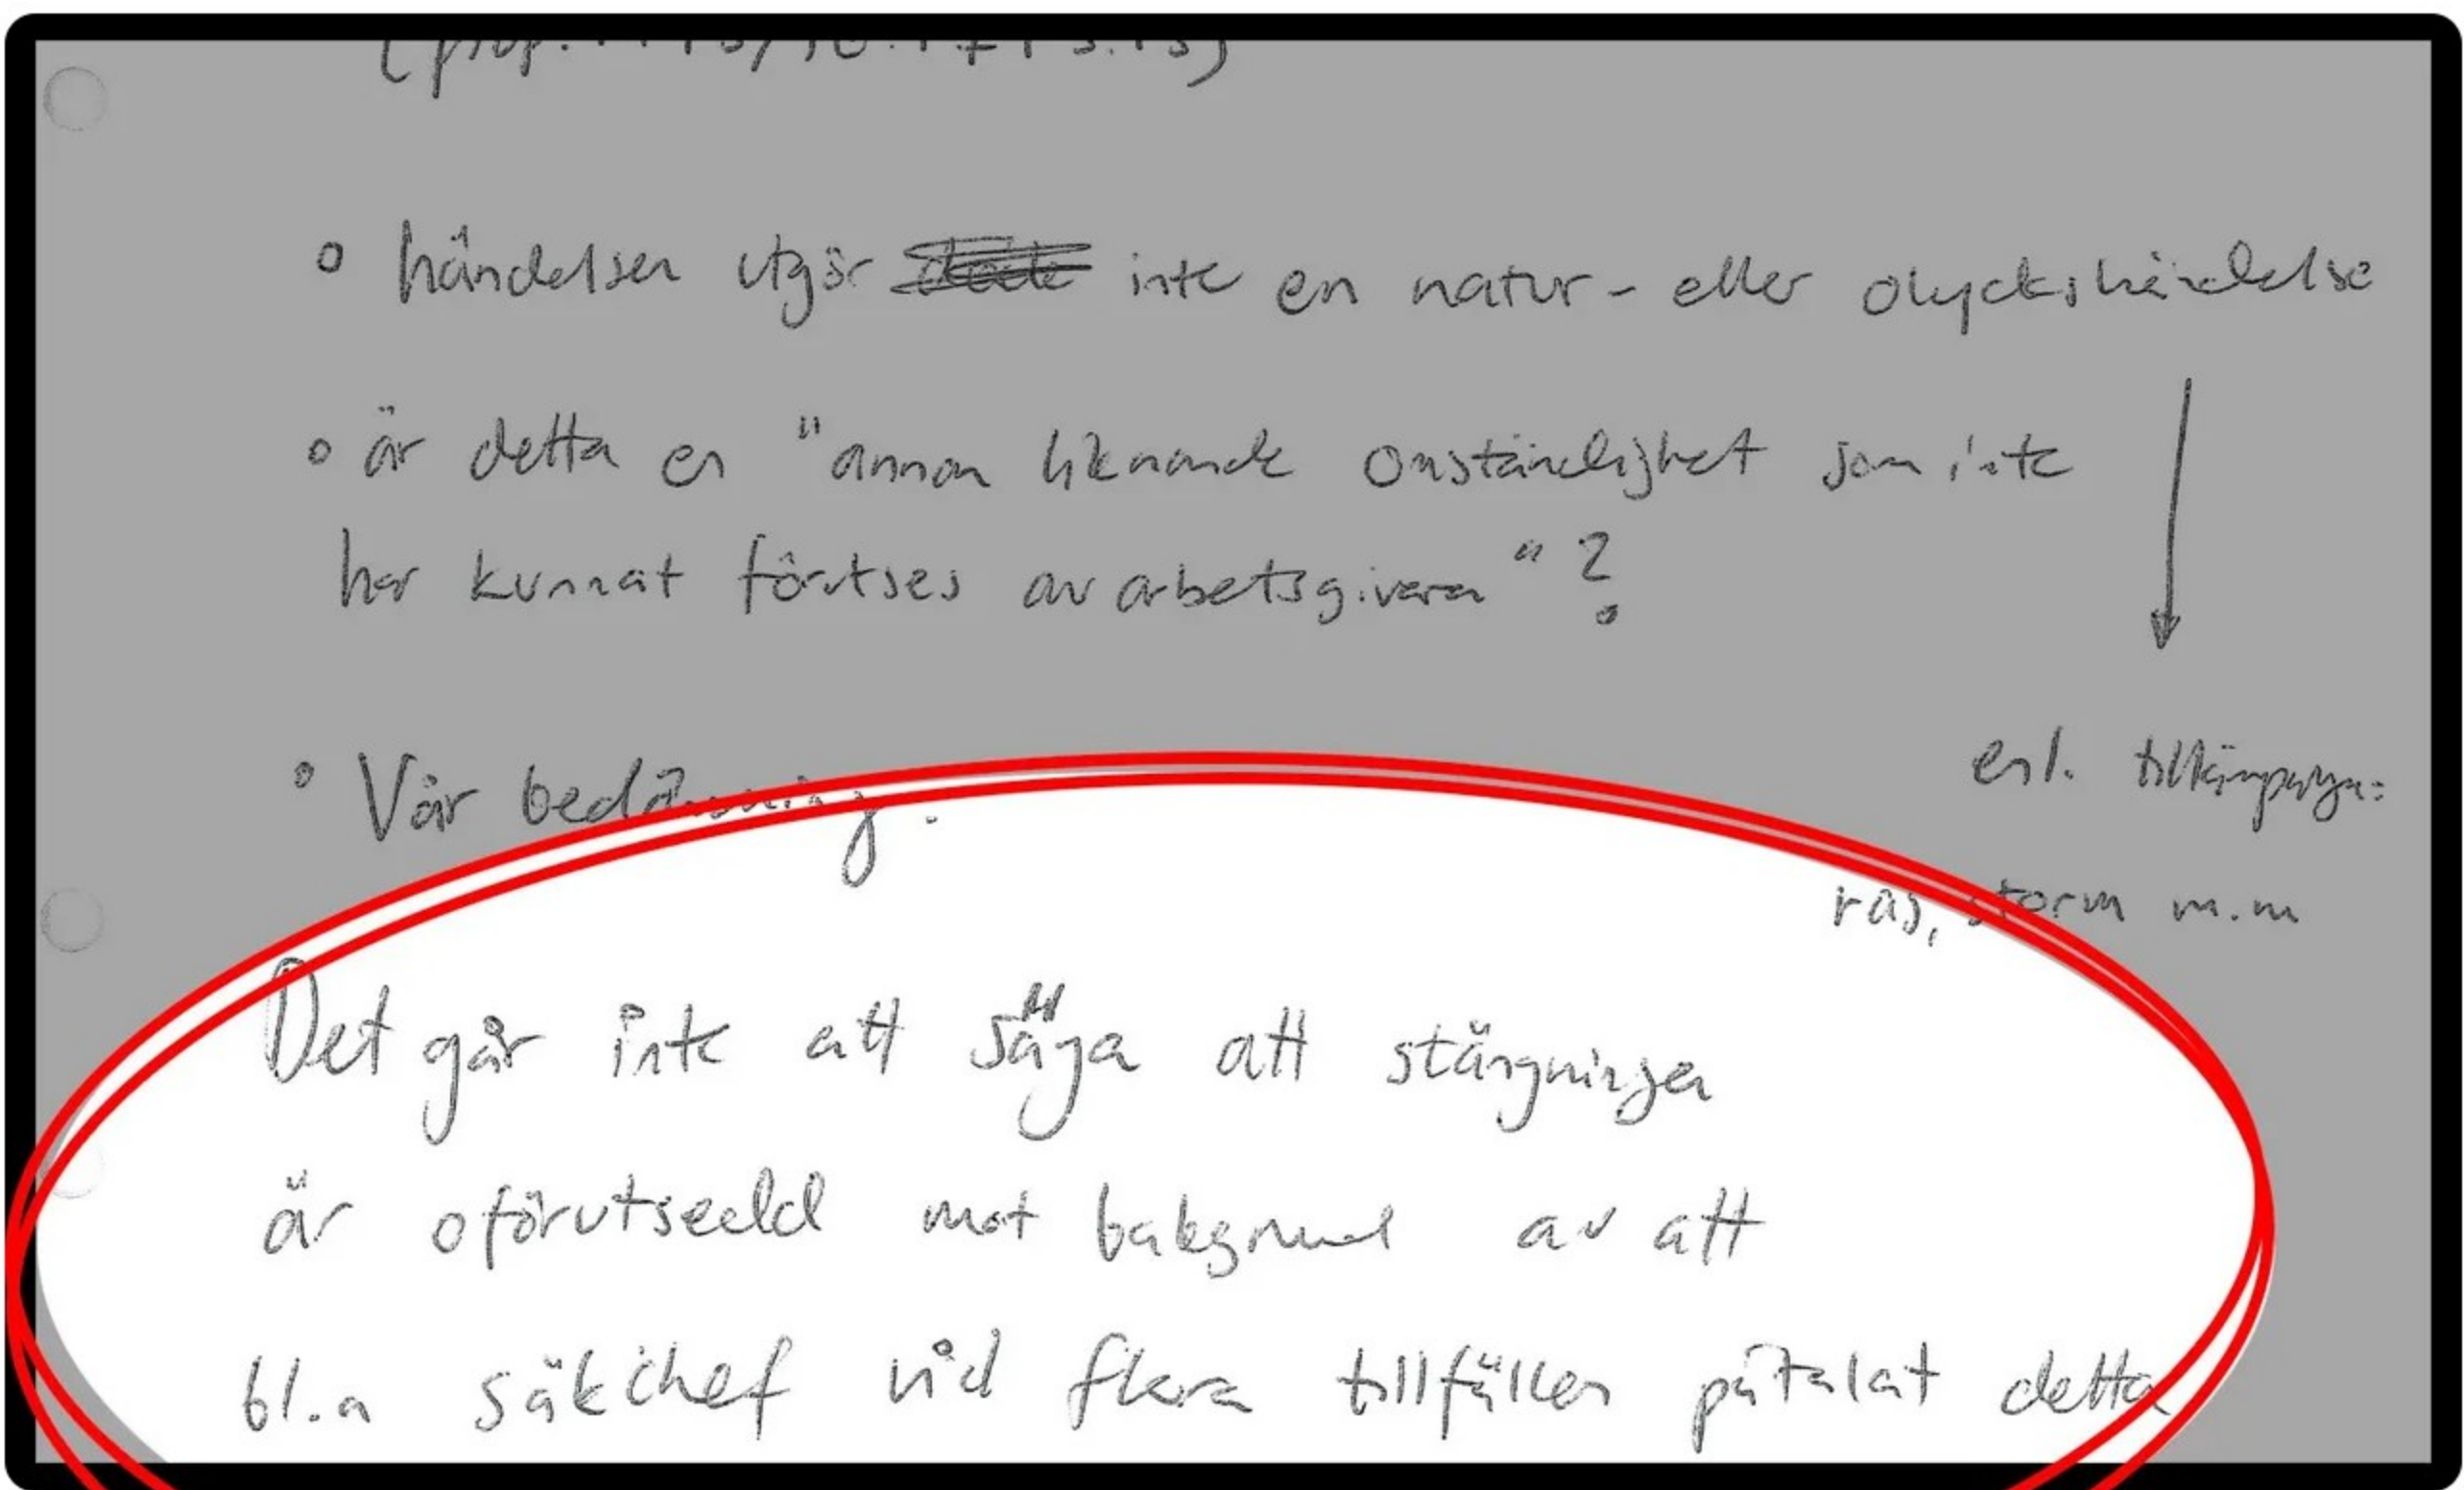 händelsen utgör inte en natur- eller olyckshändelse
är detta en "annan liknande omständighet som inte
har kunnat förutses av arbetsgivaren"?
Vår bedömning:
enl. tillämpningen:
ras, storm m.m
Det går inte att säga att stängningen
är oförutsedd mot bakgrund av att
bl.a säkchef vid flera tillfällen påtalat detta